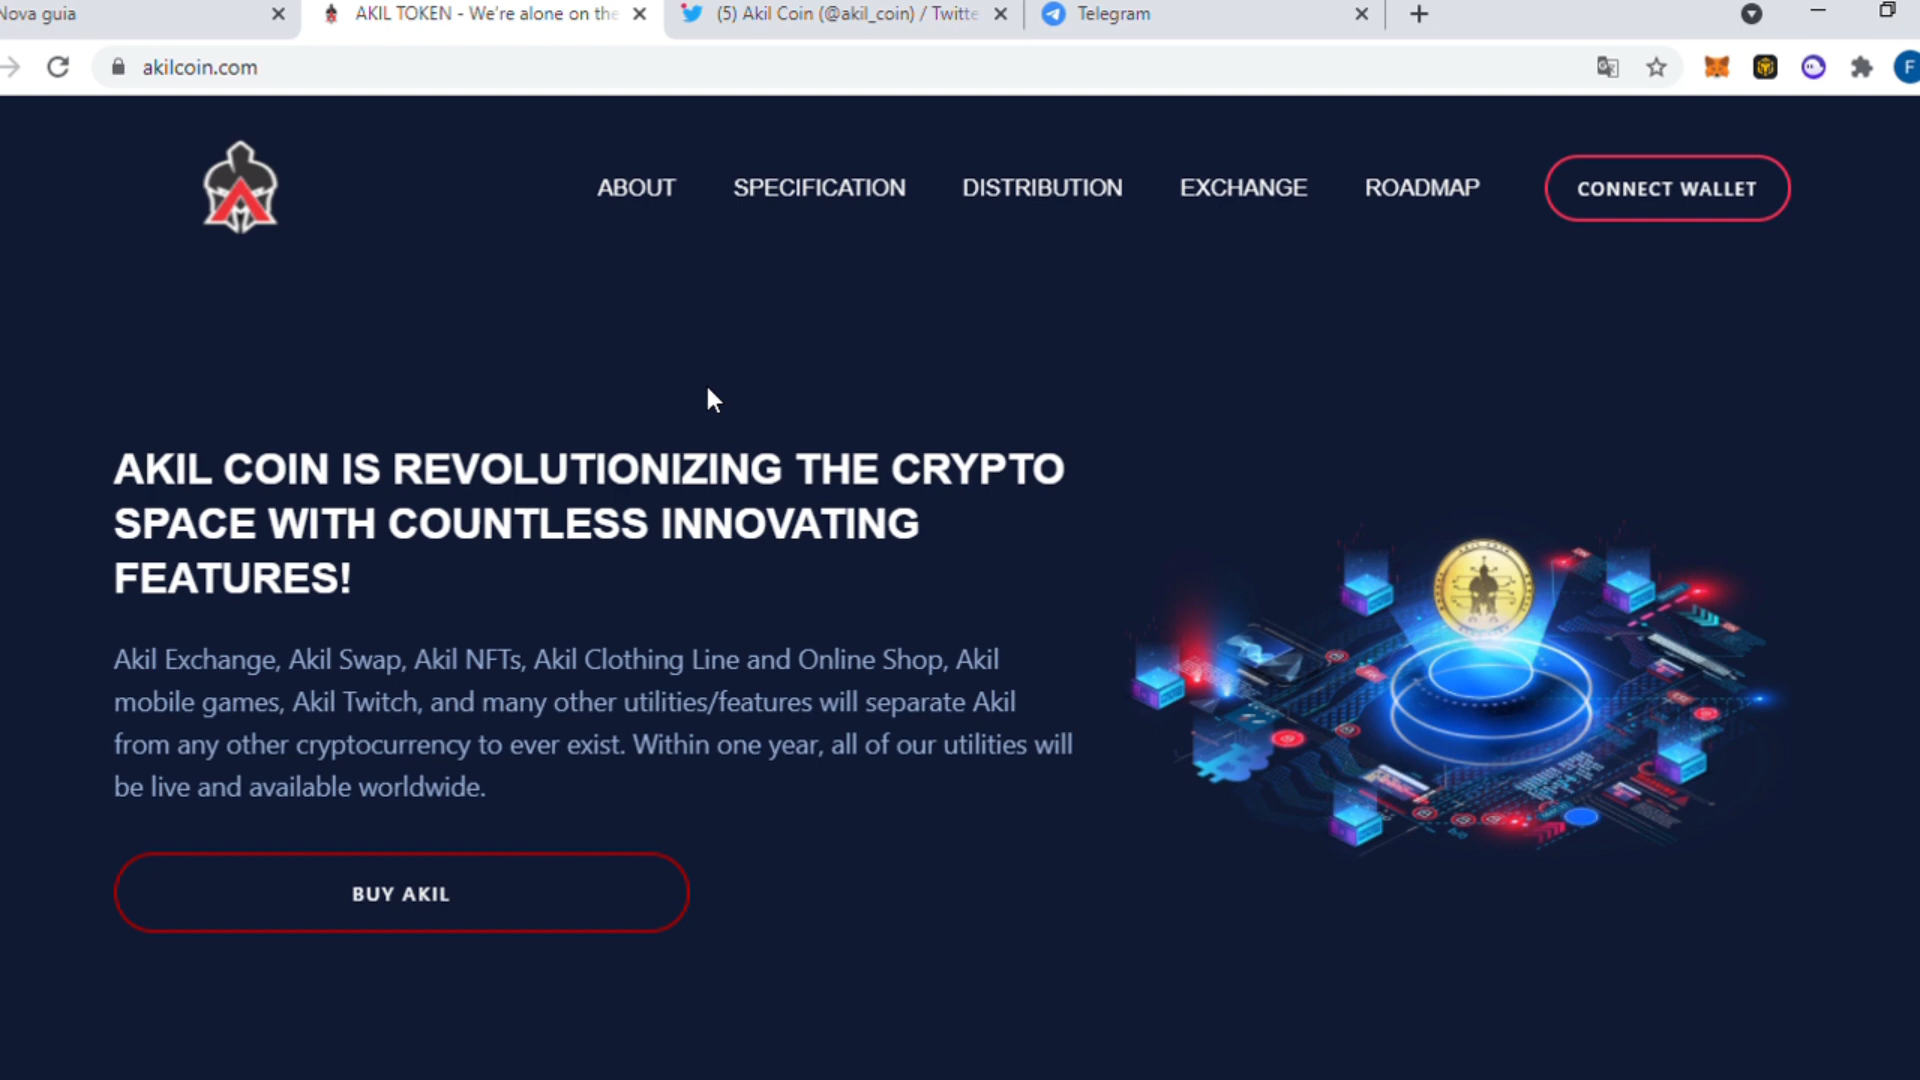 Nova guia
AKIL TOKEN - We're alone on the
(5) Akil Coin (@akil_coin) / Twitte
Telegram
akilcoin.com
F
ABOUT
SPECIFICATION
DISTRIBUTION
EXCHANGE
ROADMAP
CONNECT WALLET
AKIL COIN IS REVOLUTIONIZING THE CRYPTO
SPACE WITH COUNTLESS INNOVATING
FEATURES!
Akil Exchange, Akil Swap, Akil NFTs, Akil Clothing Line and Online Shop, Akil
mobile games, Akil Twitch, and many other utilities/features will separate Akil
from any other cryptocurrency to ever exist. Within one year, all of our utilities will
be live and available worldwide.
BUY AKIL